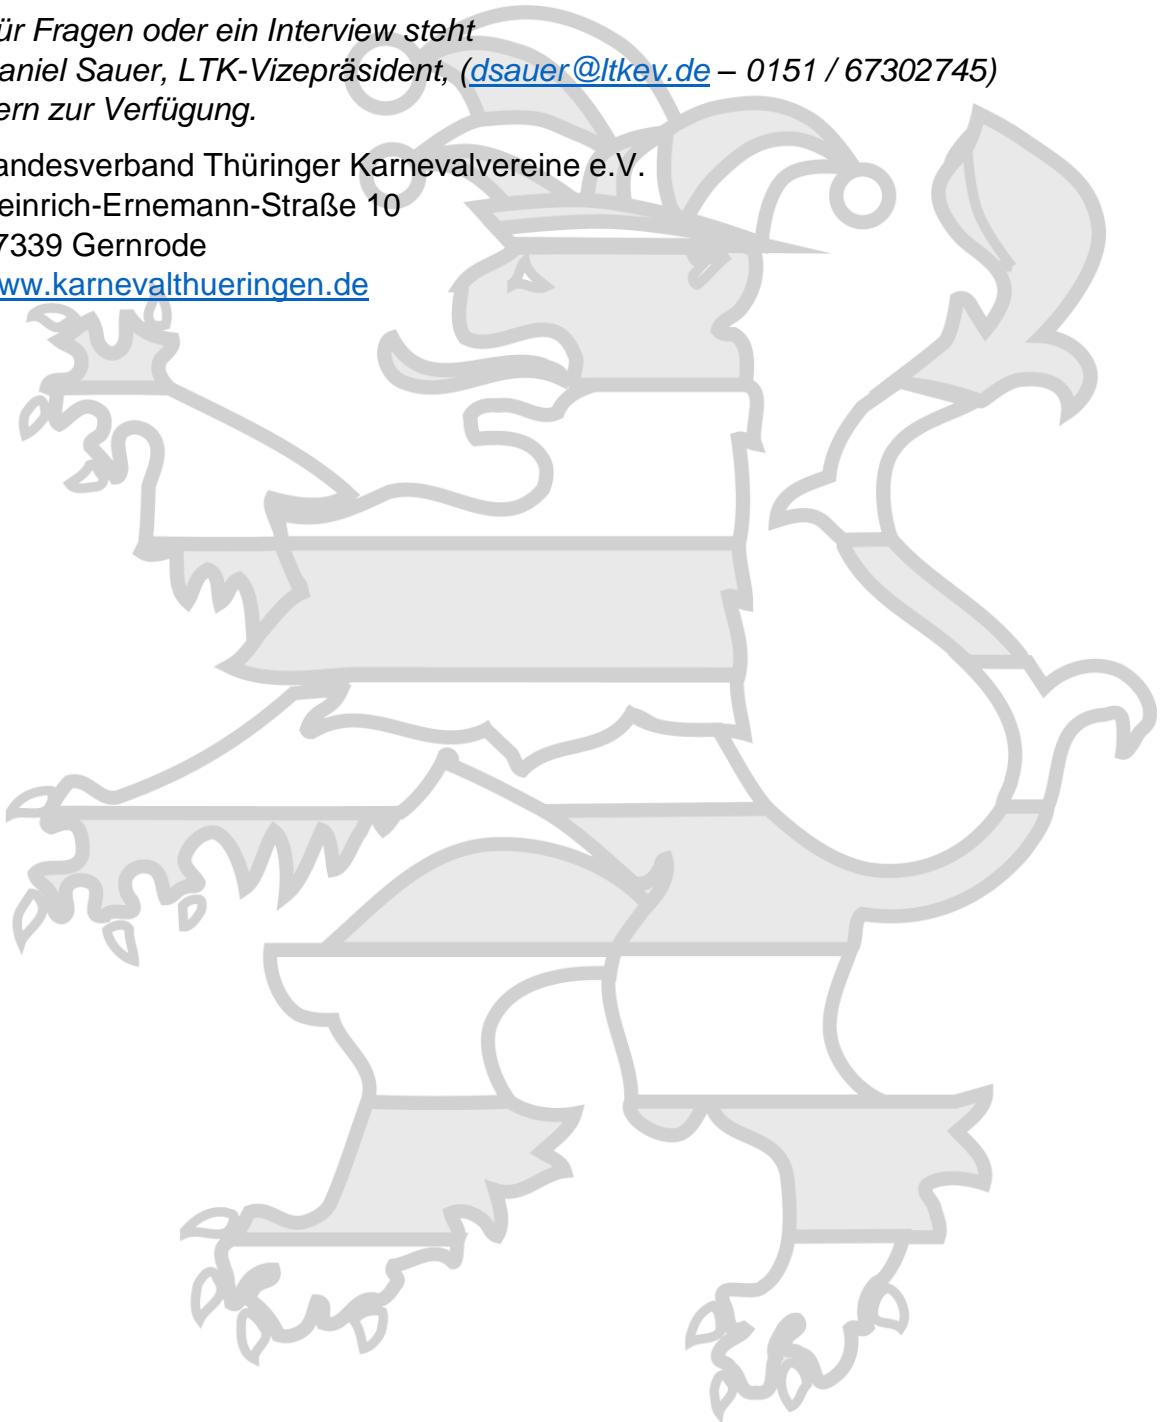 ür Fragen oder ein Interview steht
aniel Sauer, LTK-Vizepräsident, (dsauer@ltkev.de – 0151 / 67302745)
ern zur Verfügung.
andesverband Thüringer Karnevalvereine e.V.
einrich-Ernemann-Straße 10
7339 Gernrode
ww.karnevalthueringen.de